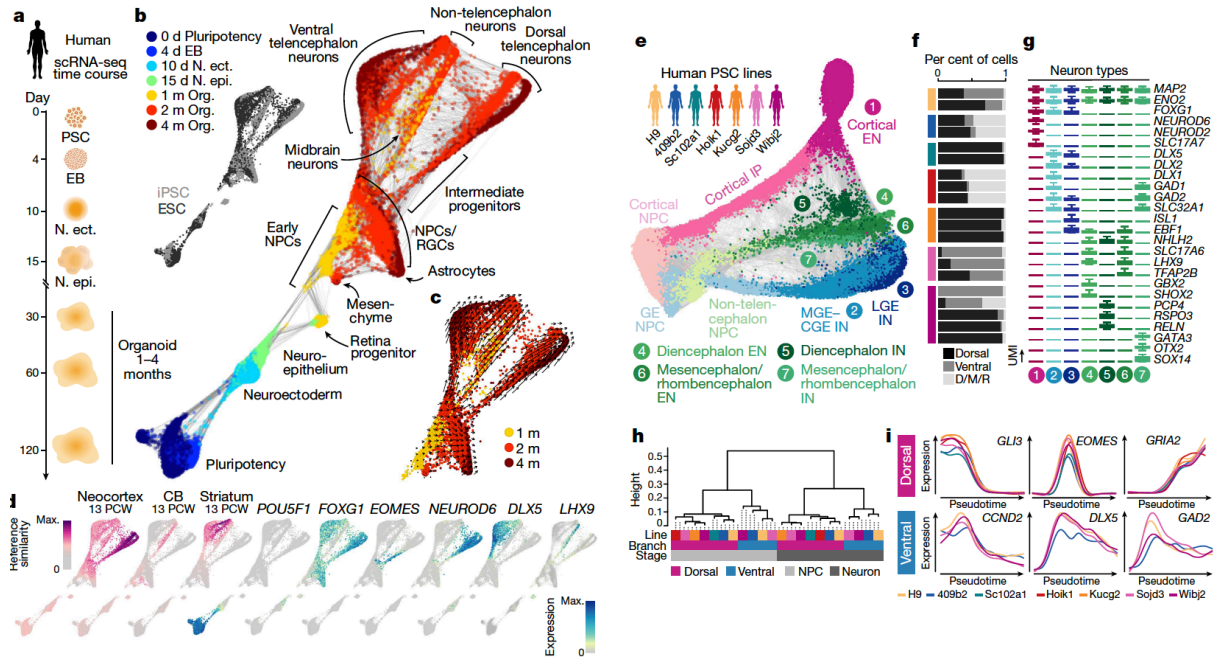 a
Human
scRNA-seq
time course
Day
0
PSC
4
EB
10
N. ect.
15
N. epi.
30
60
120
Organoid
1–4
months
b
0 d Pluripotency
4 d EB
10 d N. ect.
15 d N. epi.
1 m Org.
2 m Org.
4 m Org.
iPSC
ESC
Ventral
telencephalon
neurons
Non-telencephalon
neurons
Dorsal
telencephalon
neurons
Midbrain
neurons
Intermediate
progenitors
Early
NPCs
NPCs/
RGCs
Astrocytes
Mesen-
chyme
Retina
progenitor
Neuro-
epithelium
Neuroectoderm
Pluripotency
c
1 m
2 m
4 m
d
Neocortex
13 PCW
CB
13 PCW
Striatum
13 PCW
POU5F1
FOXG1
EOMES
NEUROD6
DLX5
LHX9
Reference
similarity
Max.
0
Expression
Max.
0
e
Human PSC lines
H9
409b2
Sc102a1
Hoik1
Kucg2
Sojd3
Wibj2
1
Cortical
EN
Cortical IP
Cortical
NPC
5
4
6
7
3
GE
NPC
Non-telen-
cephalon
NPC
MGE–
CGE IN
2
LGE
IN
4 Diencephalon EN
5 Diencephalon IN
6 Mesencephalon/
rhombencephalon
EN
7 Mesencephalon/
rhombencephalon
IN
f
Per cent of cells
0
1
Dorsal
Ventral
D/M/R
g
Neuron types
MAP2
ENO2
FOXG1
NEUROD6
NEUROD2
SLC17A7
DLX5
DLX2
DLX1
GAD1
GAD2
SLC32A1
ISL1
EBF1
NHLH2
SLC17A6
LHX9
TFAP2B
GBX2
SHOX2
PCP4
RSPO3
RELN
GATA3
OTX2
SOX14
UMI
1 2 3 4 5 6 7
h
Height
0.5
0.4
0.3
0.2
0.1
0
Line
Branch
Stage
Dorsal
Ventral
NPC
Neuron
i
Dorsal
Expression
GLI3
EOMES
GRIA2
Pseudotime
Pseudotime
Pseudotime
Ventral
Expression
CCND2
DLX5
GAD2
Pseudotime
Pseudotime
Pseudotime
H9
409b2
Sc102a1
Hoik1
Kucg2
Sojd3
Wibj2